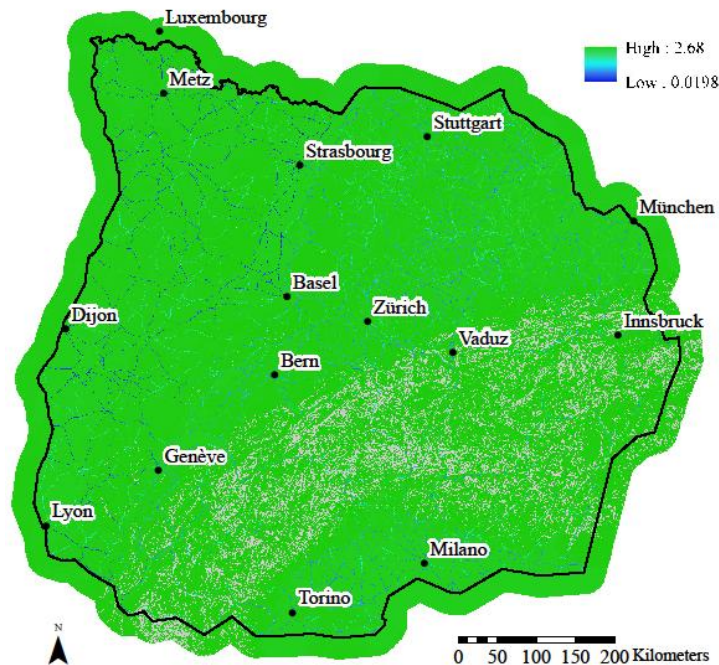 Luxembourg
High : 2.68
Low : 0.0198
Metz
Stuttgart
Strasbourg
München
Basel
Zürich
Dijon
Innsbruck
Vaduz
Bern
Genève
Lyon
Milano
Torino
N
0 50 100 150 200 Kilometers